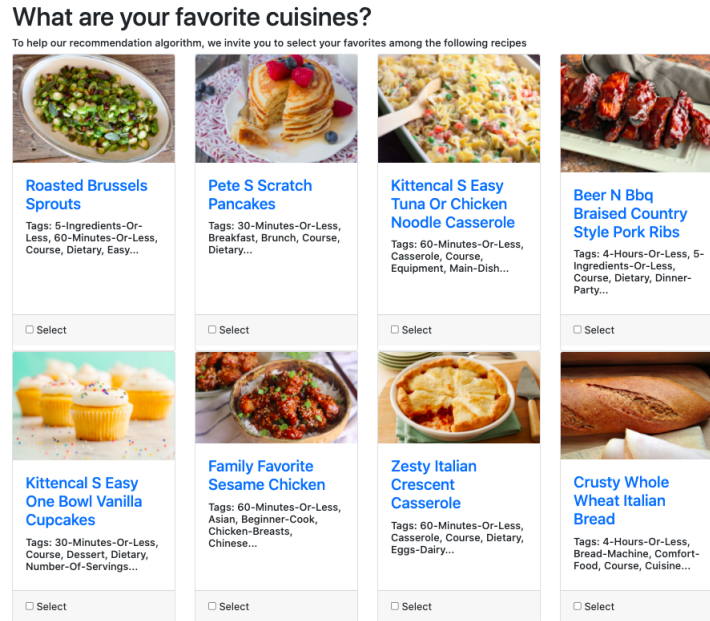 What are your favorite cuisines?
To help our recommendation algorithm, we invite you to select your favorites among the following recipes
Roasted Brussels
Sprouts
Tags: 5-Ingredients-Or-
Less, 60-Minutes-Or-Less,
Course, Dietary, Easy...
Select
Pete S Scratch
Pancakes
Tags: 30-Minutes-Or-Less,
Breakfast, Brunch, Course,
Dietary...
Select
Kittencal S Easy
Tuna Or Chicken
Noodle Casserole
Tags: 60-Minutes-Or-Less,
Casserole, Course,
Equipment, Main-Dish...
Select
Beer N Bbq
Braised Country
Style Pork Ribs
Tags: 4-Hours-Or-Less, 5-
Ingredients-Or-Less,
Course, Dietary, Dinner-
Party...
Select
Kittencal S Easy
One Bowl Vanilla
Cupcakes
Tags: 30-Minutes-Or-Less,
Course, Dessert, Dietary,
Number-Of-Servings...
Select
Family Favorite
Sesame Chicken
Tags: 60-Minutes-Or-Less,
Asian, Beginner-Cook,
Chicken-Breasts,
Chinese...
Select
Zesty Italian
Crescent
Casserole
Tags: 60-Minutes-Or-Less,
Casserole, Course, Dietary,
Eggs-Dairy...
Select
Crusty Whole
Wheat Italian
Bread
Tags: 4-Hours-Or-Less,
Bread-Machine, Comfort-
Food, Course, Cuisine...
Select